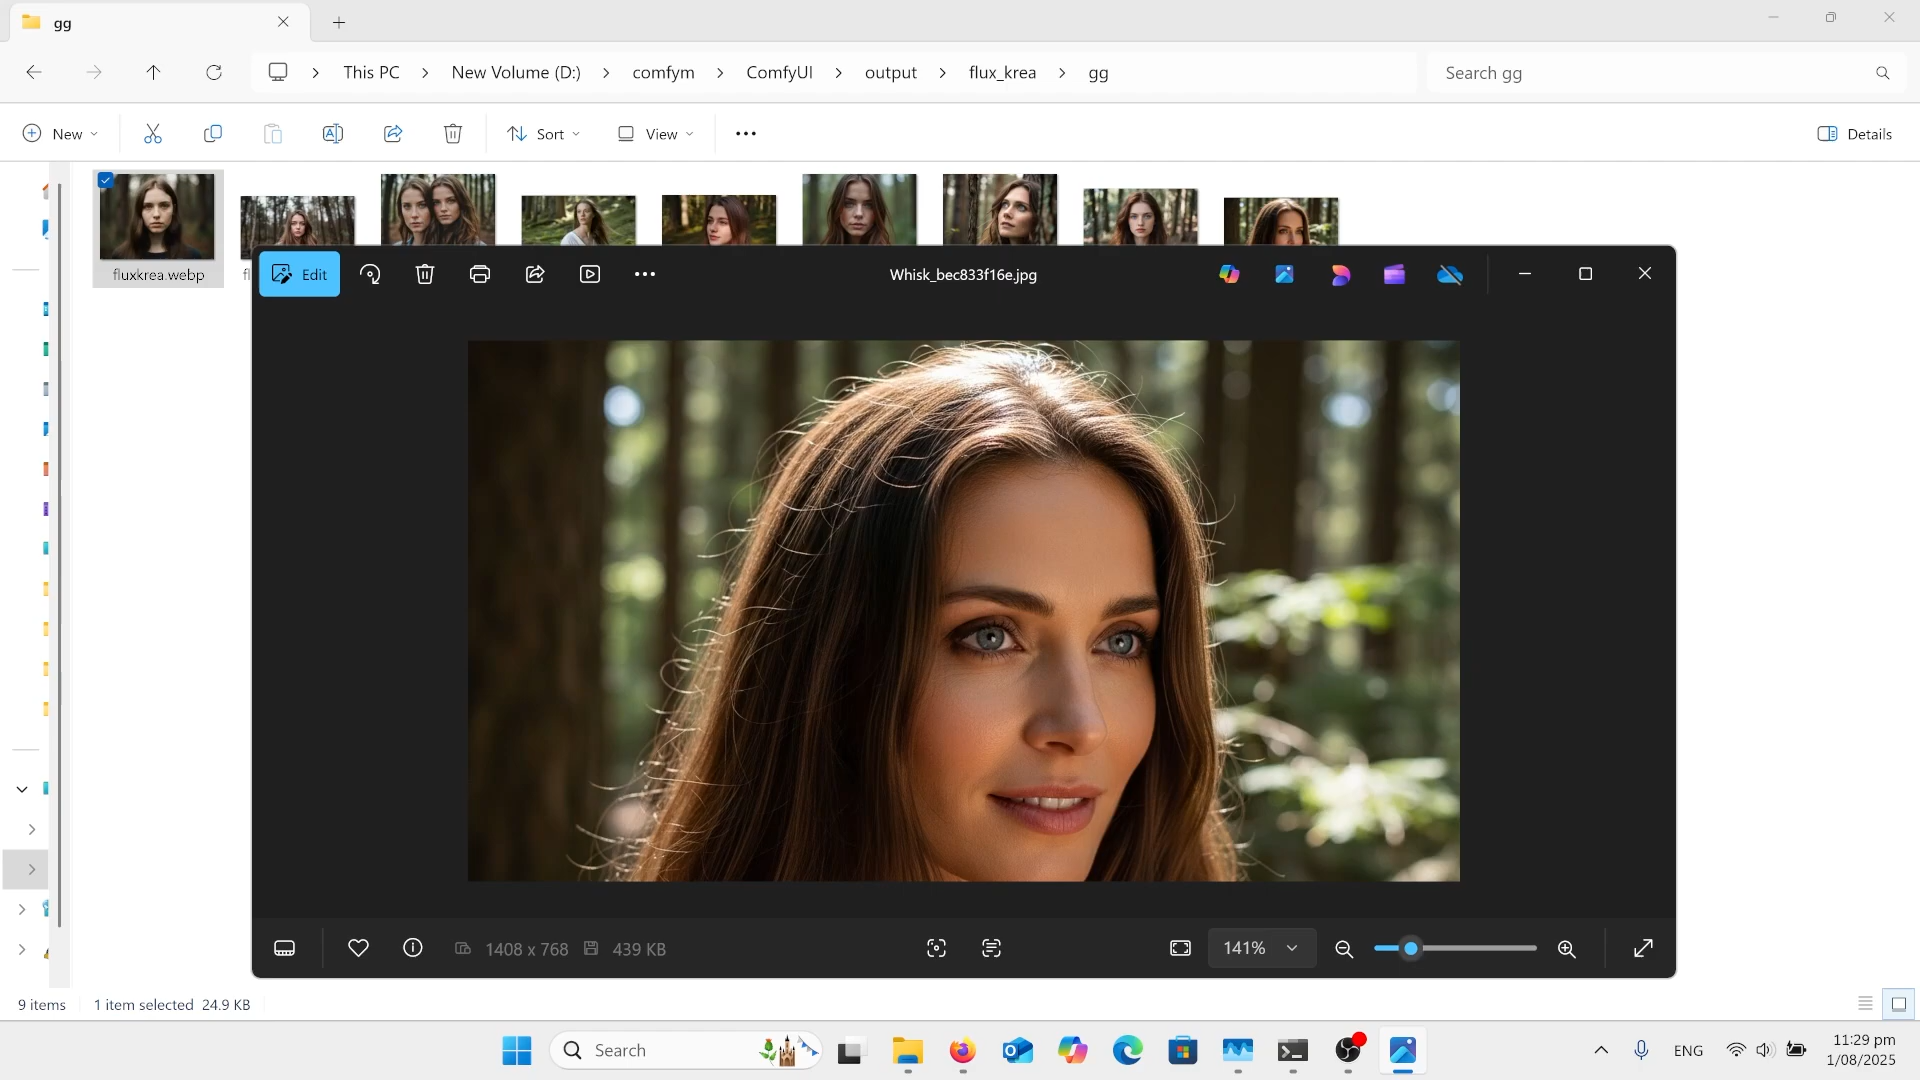 gg
This PC
New Volume (D:)
comfym
ComfyUI
output
flux_krea
gg
Search gg
New
Sort
View
Details
fluxkrea.webp
Edit
Whisk_bec833f16e.jpg
1408 x 768
439 KB
141%
9 items
1 item selected 24.9 KB
Search
ENG
11:29 pm
1/08/2025